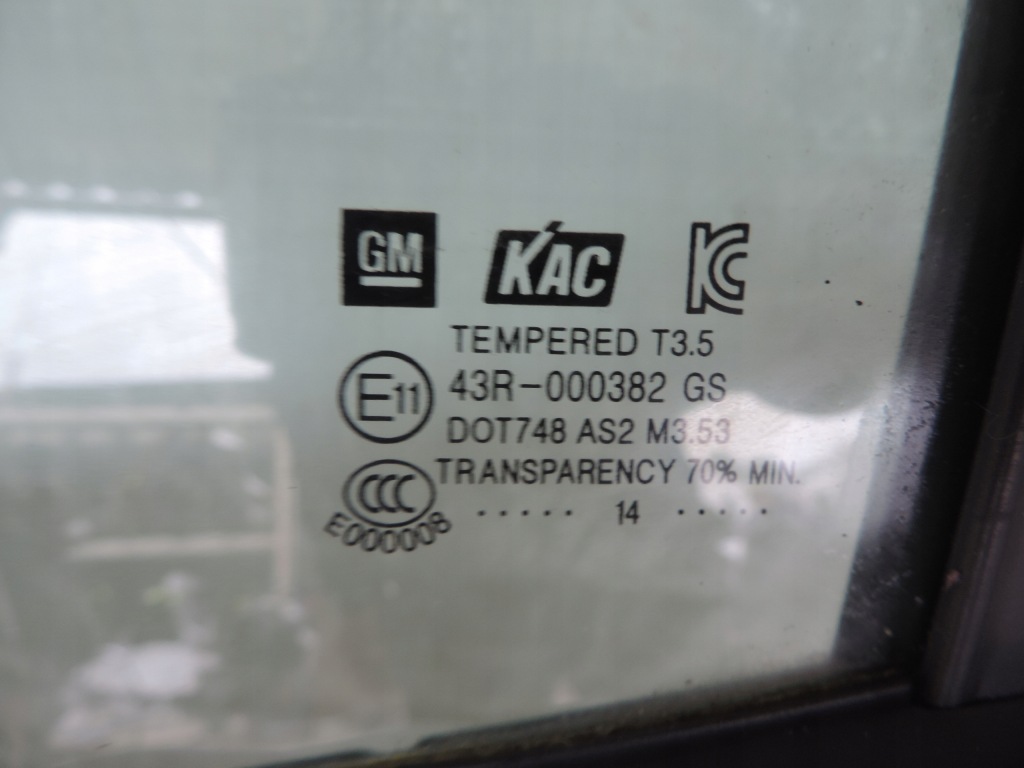 GM KAC KC
TEMPERED T3.5
E11 43R-000382 GS
DOT748 AS2 M3.53
CCC TRANSPARENCY 70% MIN.
E000008 ..... 14 .....